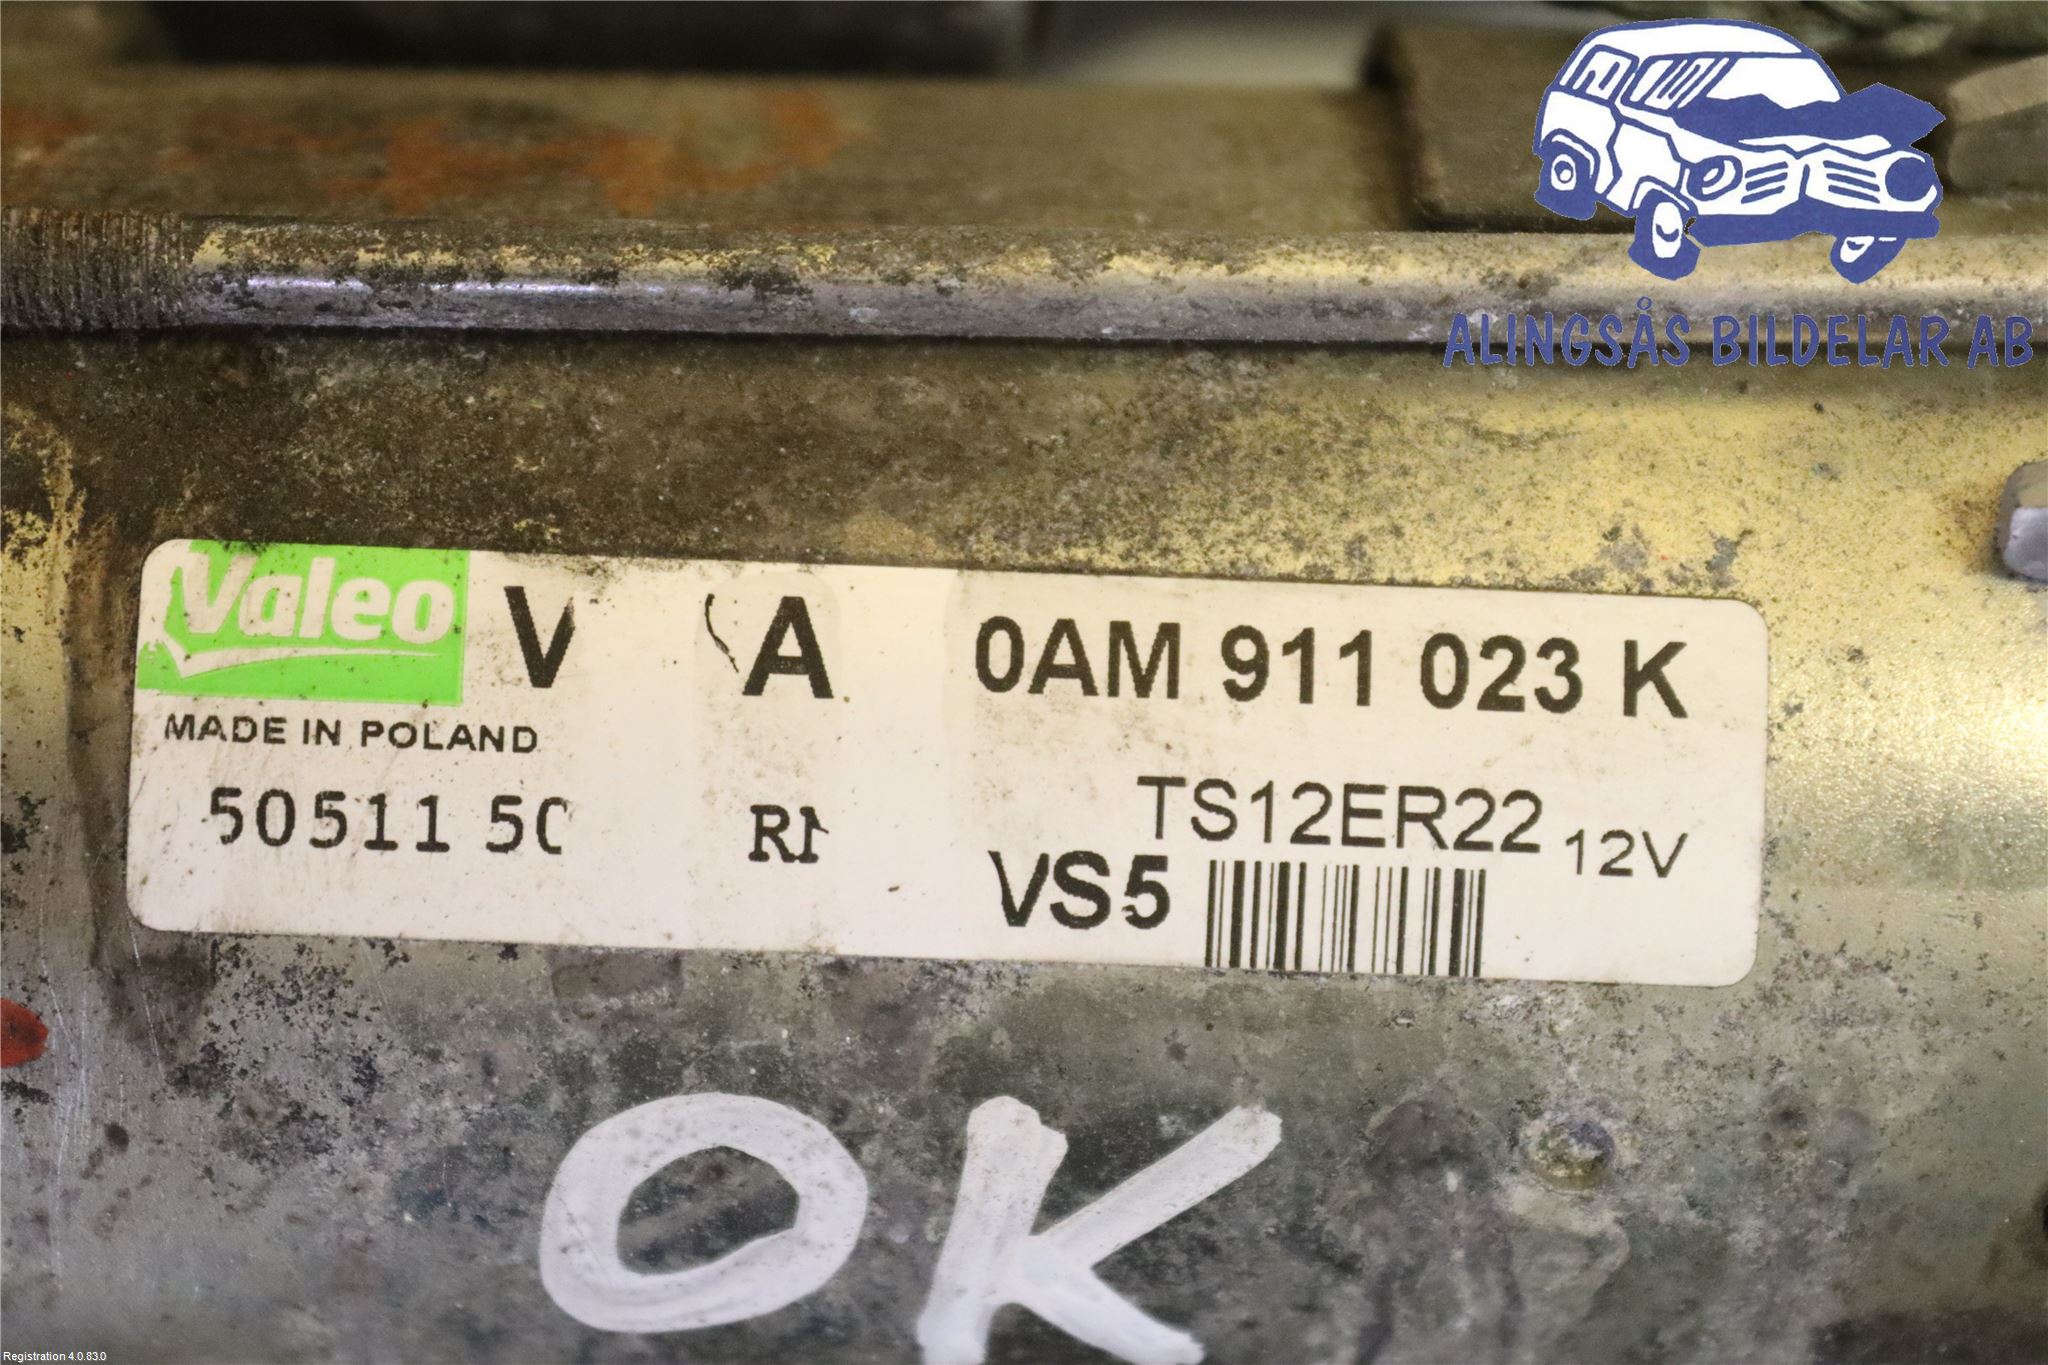 ALINGSÅS BILDELAR AB
Valeo V A 0AM 911 023 K
MADE IN POLAND
TS12ER22 12V
50511 50 R1
VS5
OK
Registration 4.0.83.0